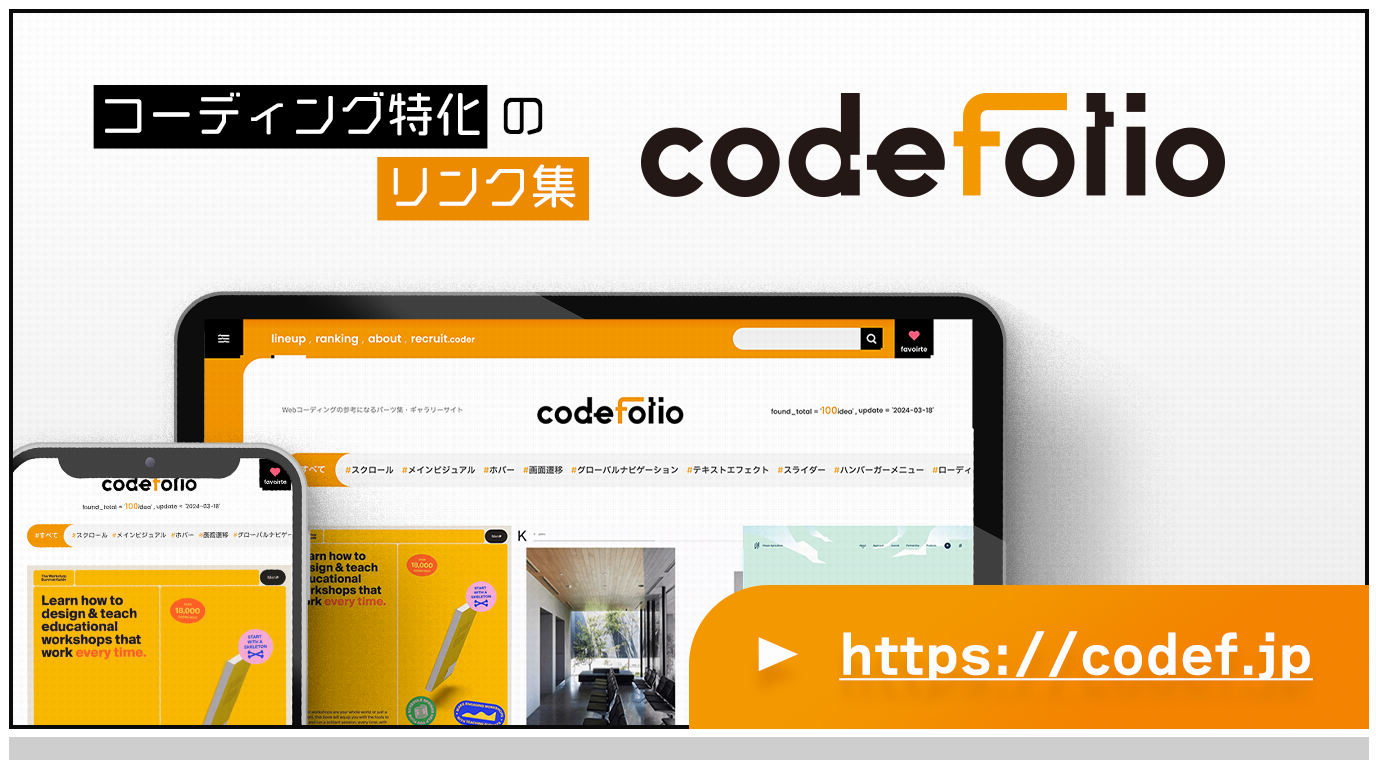 コーディング特化の
リンク集
codefolio
lineup , ranking , about , recruit.coder
favoirte
Webコーディングの参考になるパーツ集・ギャラリーサイト
codefolio
found_total = '100idea' , update = '2024-03-18'
すべて
#スクロール #メインビジュアル #ホバー #画面遷移 #グローバルナビゲーション #テキストエフェクト #スライダー #ハンバーガーメニュー #ローディ
favoirte
codefolio
found_total = '100idea' , update = '2024-03-18'
#すべて
#スクロール #メインビジュアル #ホバー #画面遷移 #グローバルナビゲー
The Workshop
Survival Guide
Learn how to
design & teach
educational
workshops that
work every time.
18,000
START
WITH A
SKELETON
arn how to
sign & teach
ucational
rkshops that
rk every time.
18,000
START
WITH A
SKELETON
K
https://codef.jp